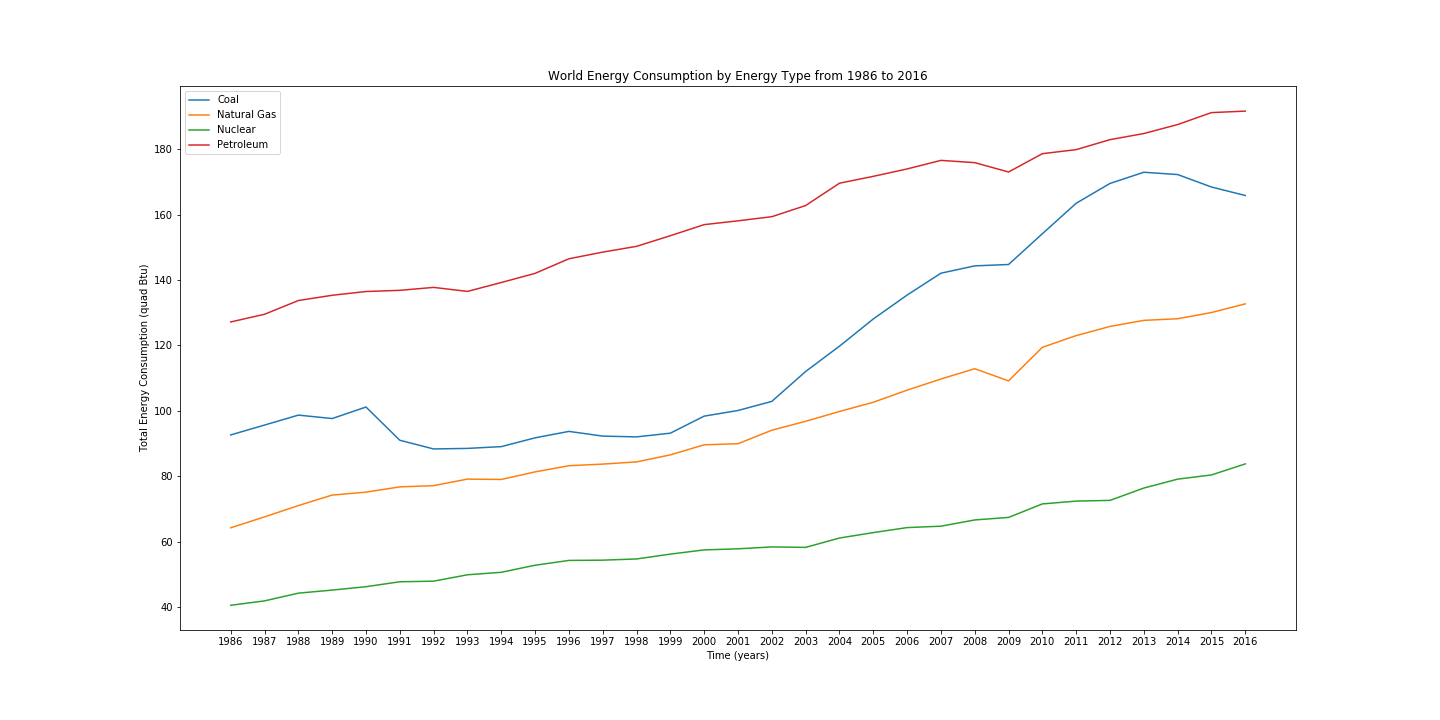 World Energy Consumption by Energy Type from 1986 to 2016
Coal
Natural Gas
Nuclear
Petroleum
Total Energy Consumption (quad Btu)
180
160
140
120
100
80
60
40
1986 1987 1988 1989 1990 1991 1992 1993 1994 1995 1996 1997 1998 1999 2000 2001 2002 2003 2004 2005 2006 2007 2008 2009 2010 2011 2012 2013 2014 2015 2016
Time (years)